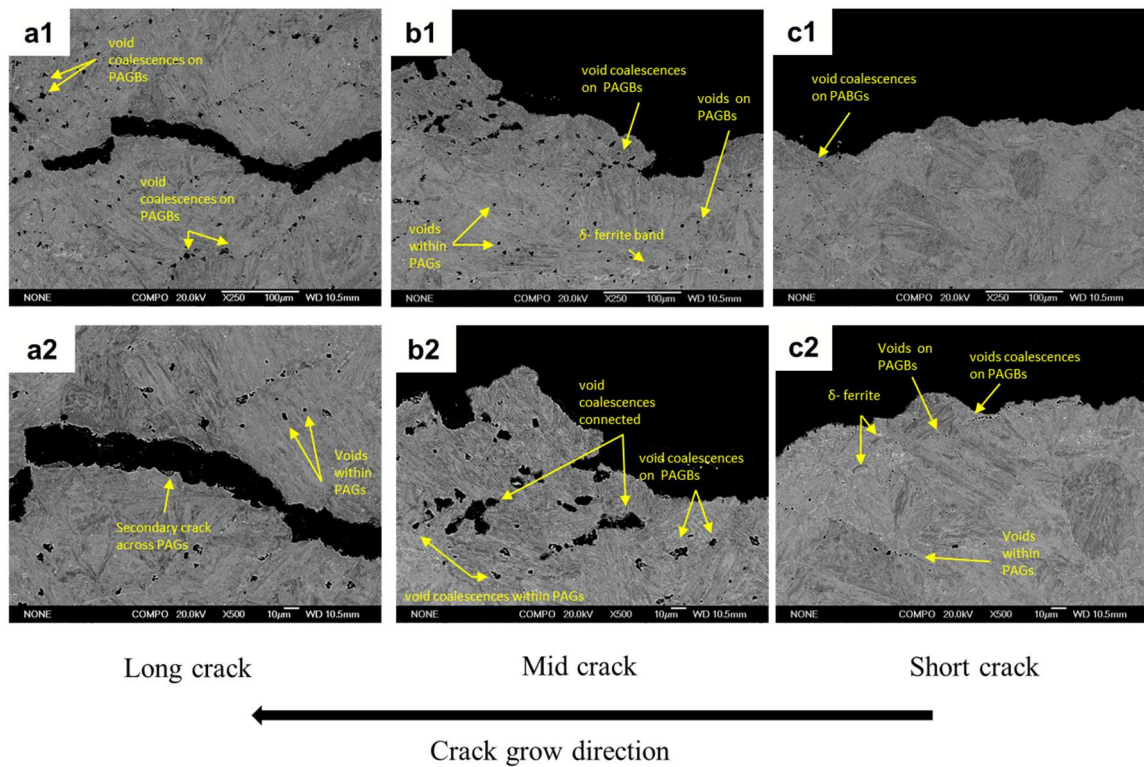 a1
void
coalescences on
PAGBs
void
coalescences on
PAGBs
NONE COMPO 20.0kV X250 100μm WD 10.5mm
b1
void coalescences
on PAGBs
voids on
PAGBs
voids
within PAGs
δ- ferrite band
NONE COMPO 20.0kV X250 100μm WD 10.5mm
c1
void coalescences
on PABGs
NONE COMPO 20.0kV X250 100μm WD 10.5mm
a2
Voids
within
PAGs
Secondary crack
across PAGs
NONE COMPO 20.0kV X500 10μm WD 10.5mm
b2
void
coalescences
connected
void coalescences
on PAGBs
void coalescences within PAGs
NONE COMPO 20.0kV X500 10μm WD 10.5mm
c2
Voids on
PAGBs
voids coalescences
on PAGBs
δ- ferrite
Voids
within
PAGs
NONE COMPO 20.0kV X500 10μm WD 10.5mm
Long crack
Mid crack
Short crack
Crack grow direction